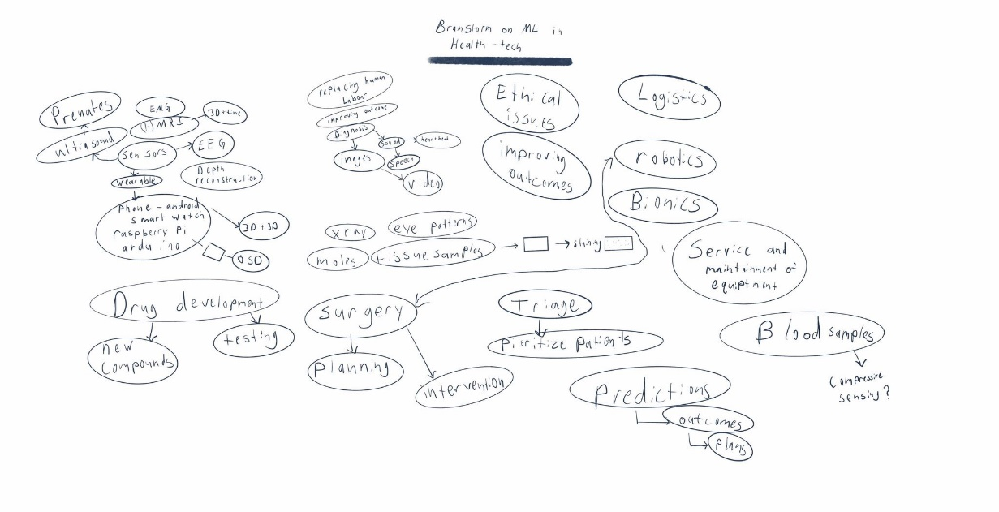 Brainstorm on ML in
Health-tech
Prenates
EMG
(F)MRI
3D+time
ultrasound
sensors
EEG
wearable
Depth
reconstruction
Phone - android
smart watch
raspberry Pi
arduino
3D+3D
OSD
replacing human
Labour
improving outcome
Diagnosis
sound
heartbeat
images
speech
video
Ethical
issues
improving
outcomes
Logistics
robotics
Bionics
Service and
maintainment of
equiptment
xray
eye patterns
moles
tissue samples
staining
Drug development
new
compounds
testing
surgery
planning
intervention
Triage
Prioritize patients
Blood samples
Compressive
sensing?
predictions
outcomes
plans